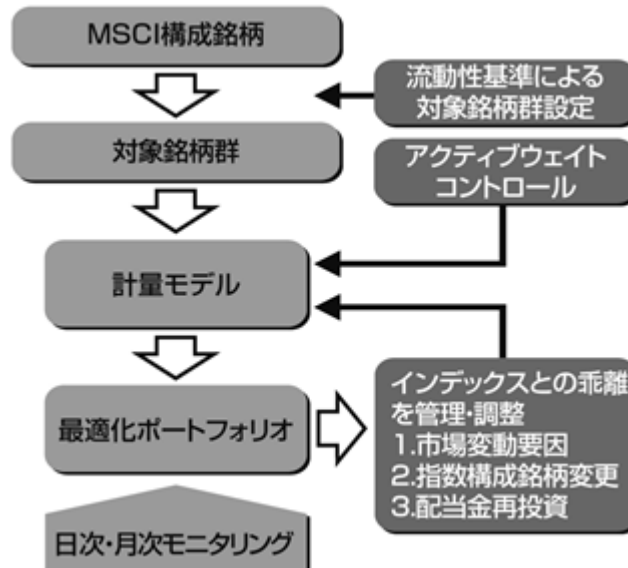 MSCI構成銘柄
流動性基準による
対象銘柄群設定
対象銘柄群
アクティブウェイト
コントロール
計量モデル
最適化ポートフォリオ
インデックスとの乖離
を管理・調整
1.市場変動要因
2.指数構成銘柄変更
3.配当金再投資
日次・月次モニタリング